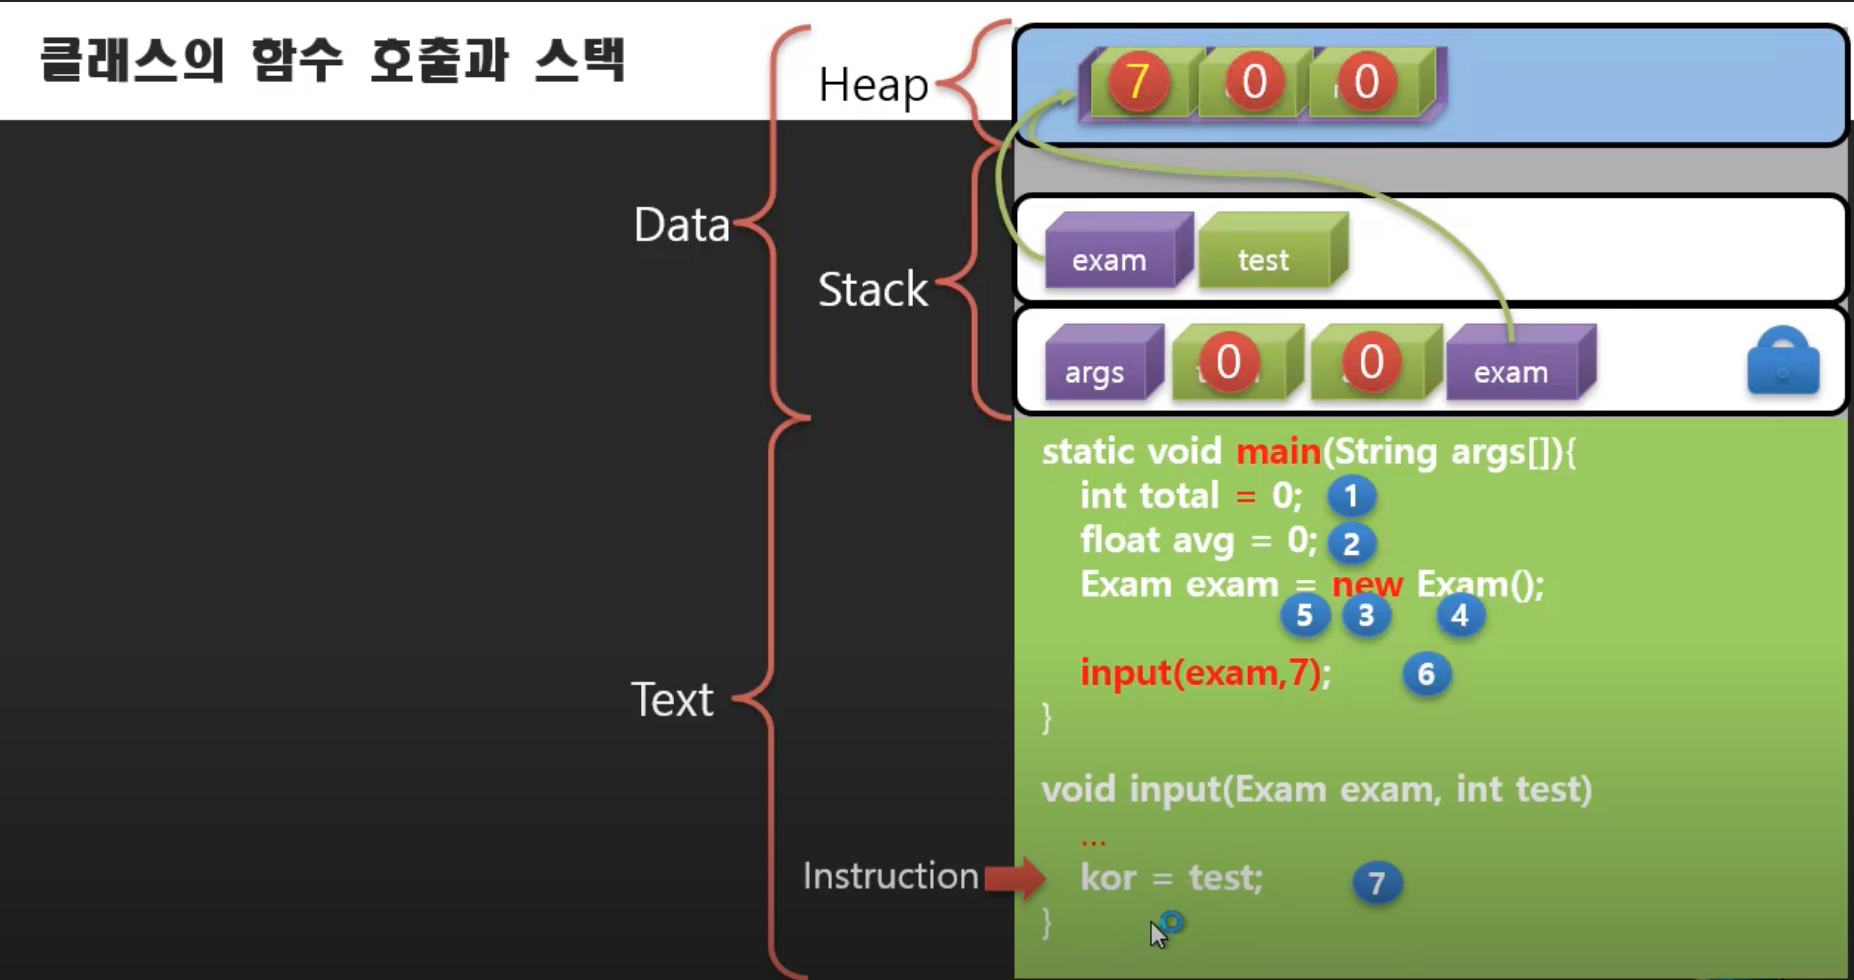 클래스의 함수 호출과 스택
Heap
7 0 0
Data
Stack
exam test
args 0 0 exam
static void main(String args[]){
int total = 0; 1
float avg = 0; 2
Exam exam = new Exam();
5 3 4
input(exam,7); 6
}
Text
void input(Exam exam, int test)
...
Instruction
kor = test; 7
}